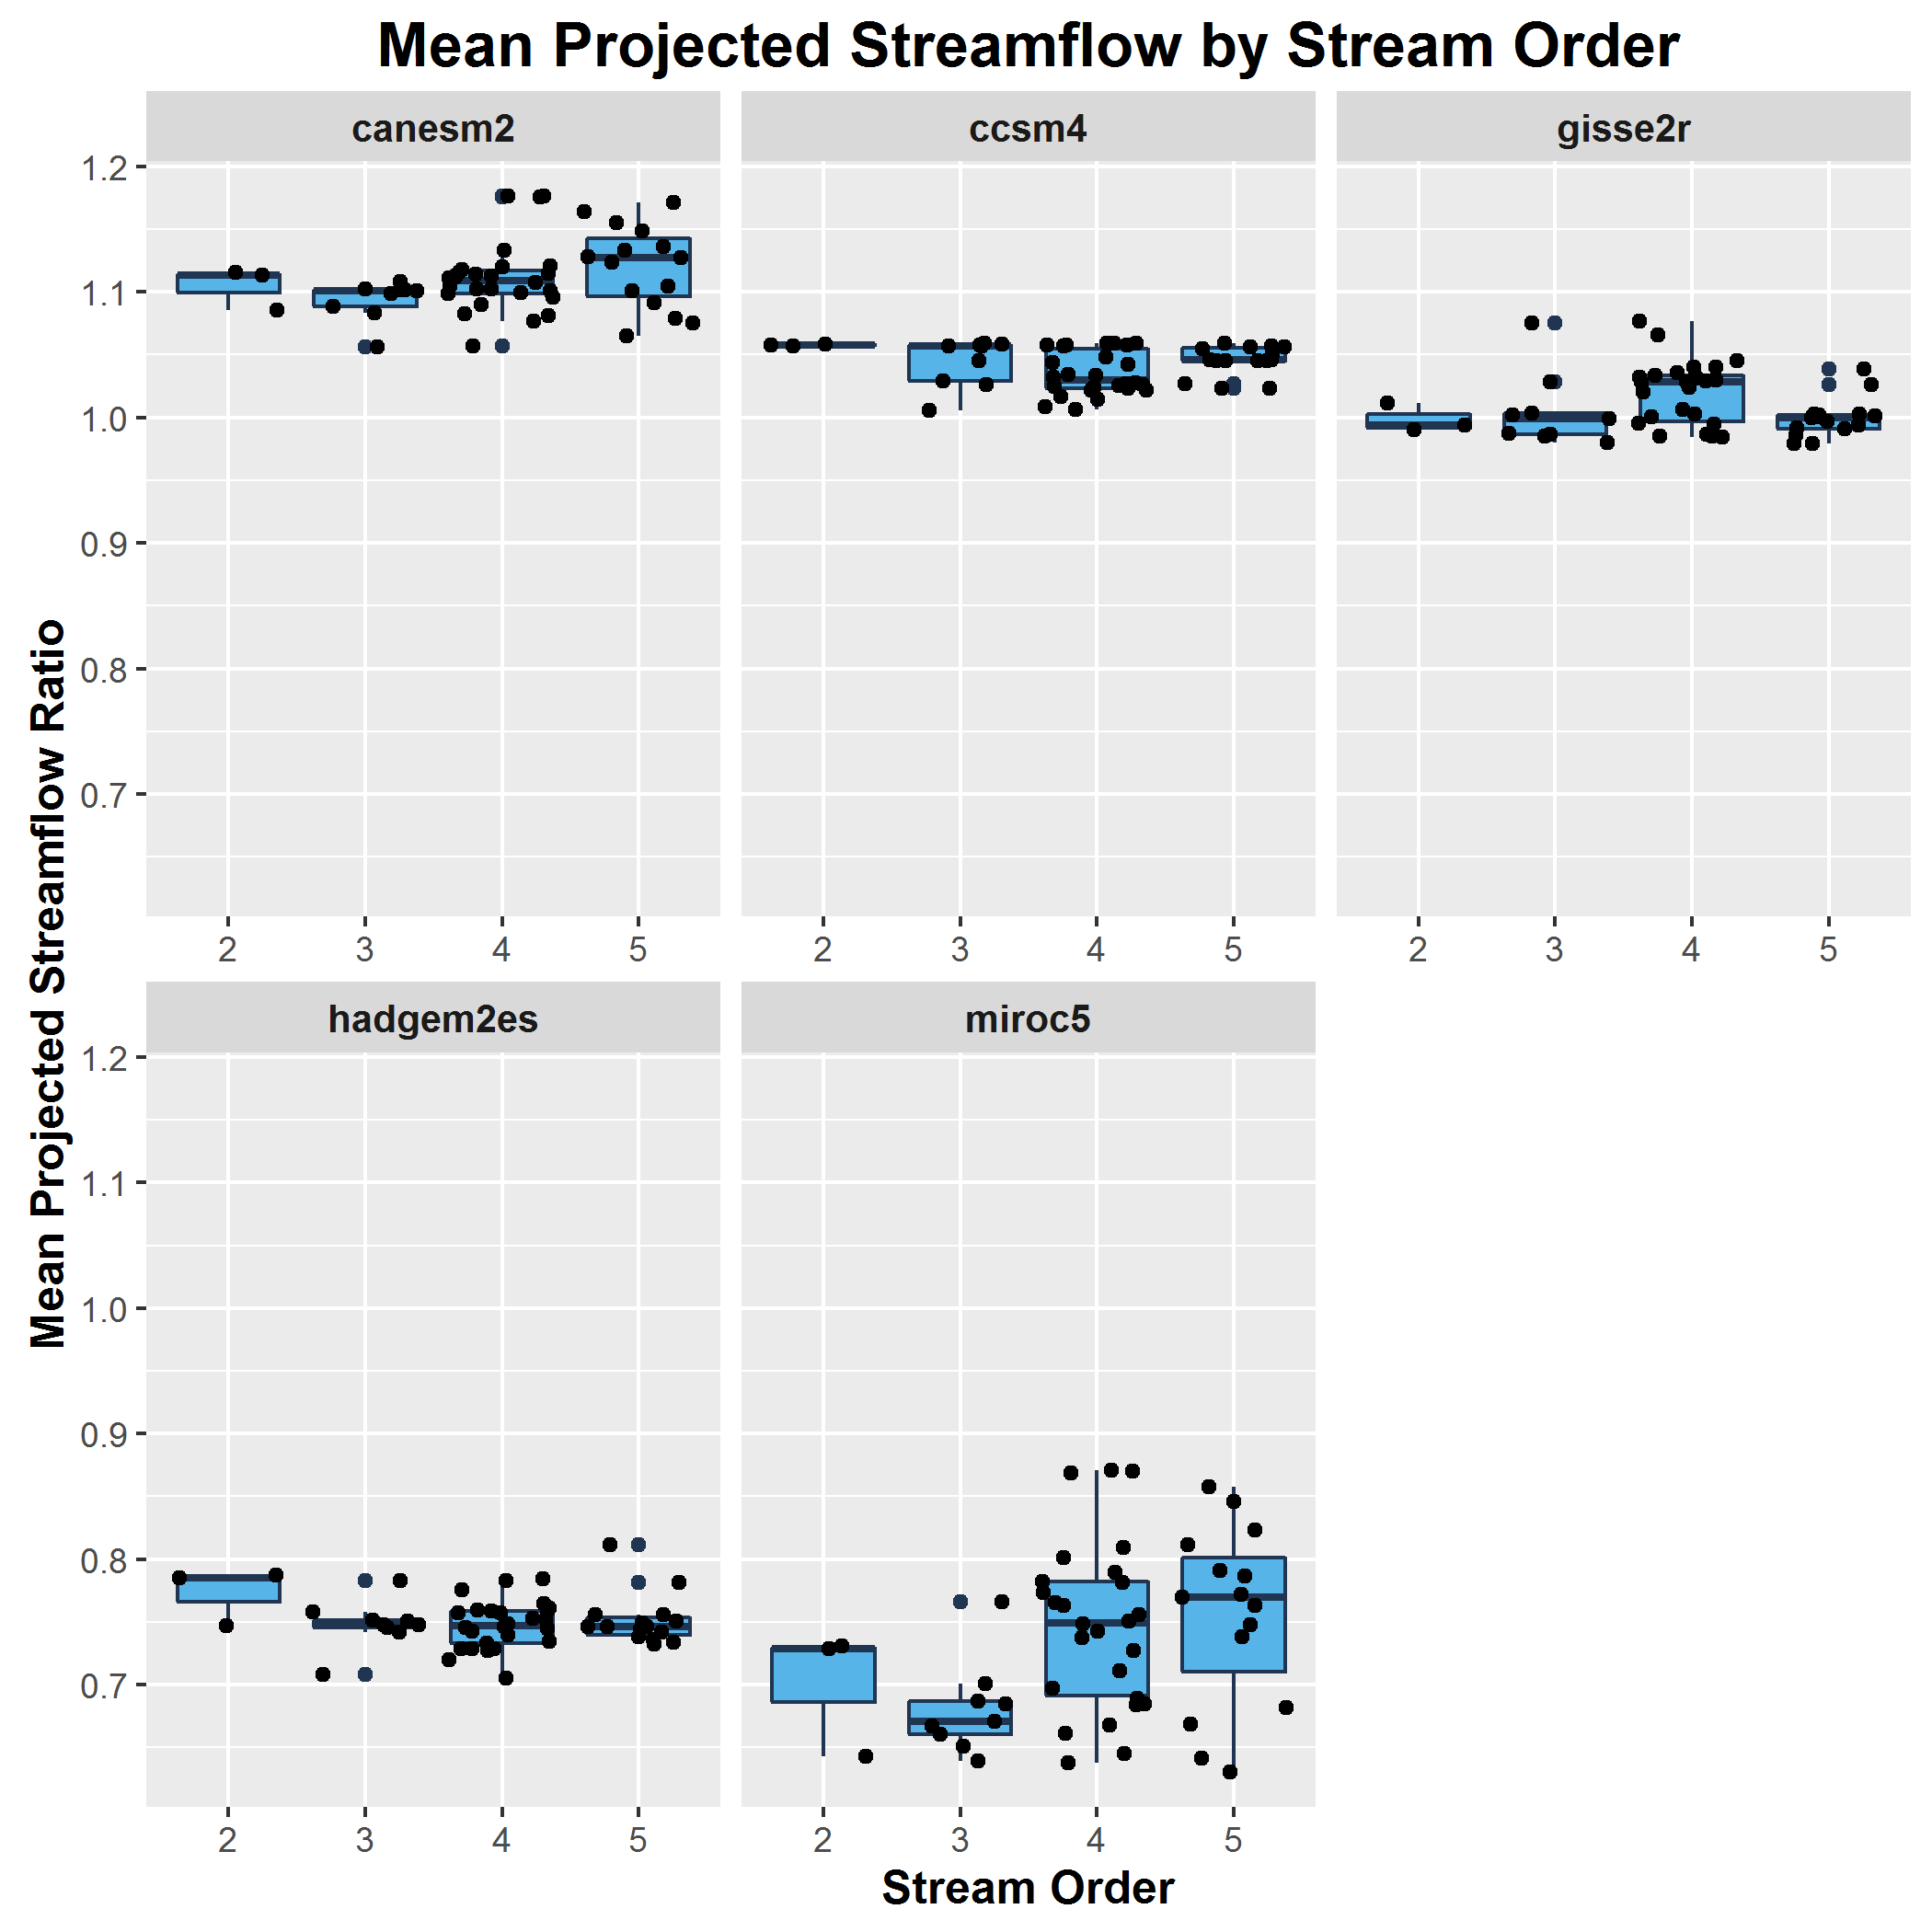 Mean Projected Streamflow by Stream Order
canesm2
ccsm4
gisse2r
1.2
1.1
1.0
0.9
0.8
0.7
2 3 4 5
2 3 4 5
2 3 4 5
Mean Projected Streamflow Ratio
hadgem2es
miroc5
1.2
1.1
1.0
0.9
0.8
0.7
2 3 4 5
2 3 4 5
Stream Order